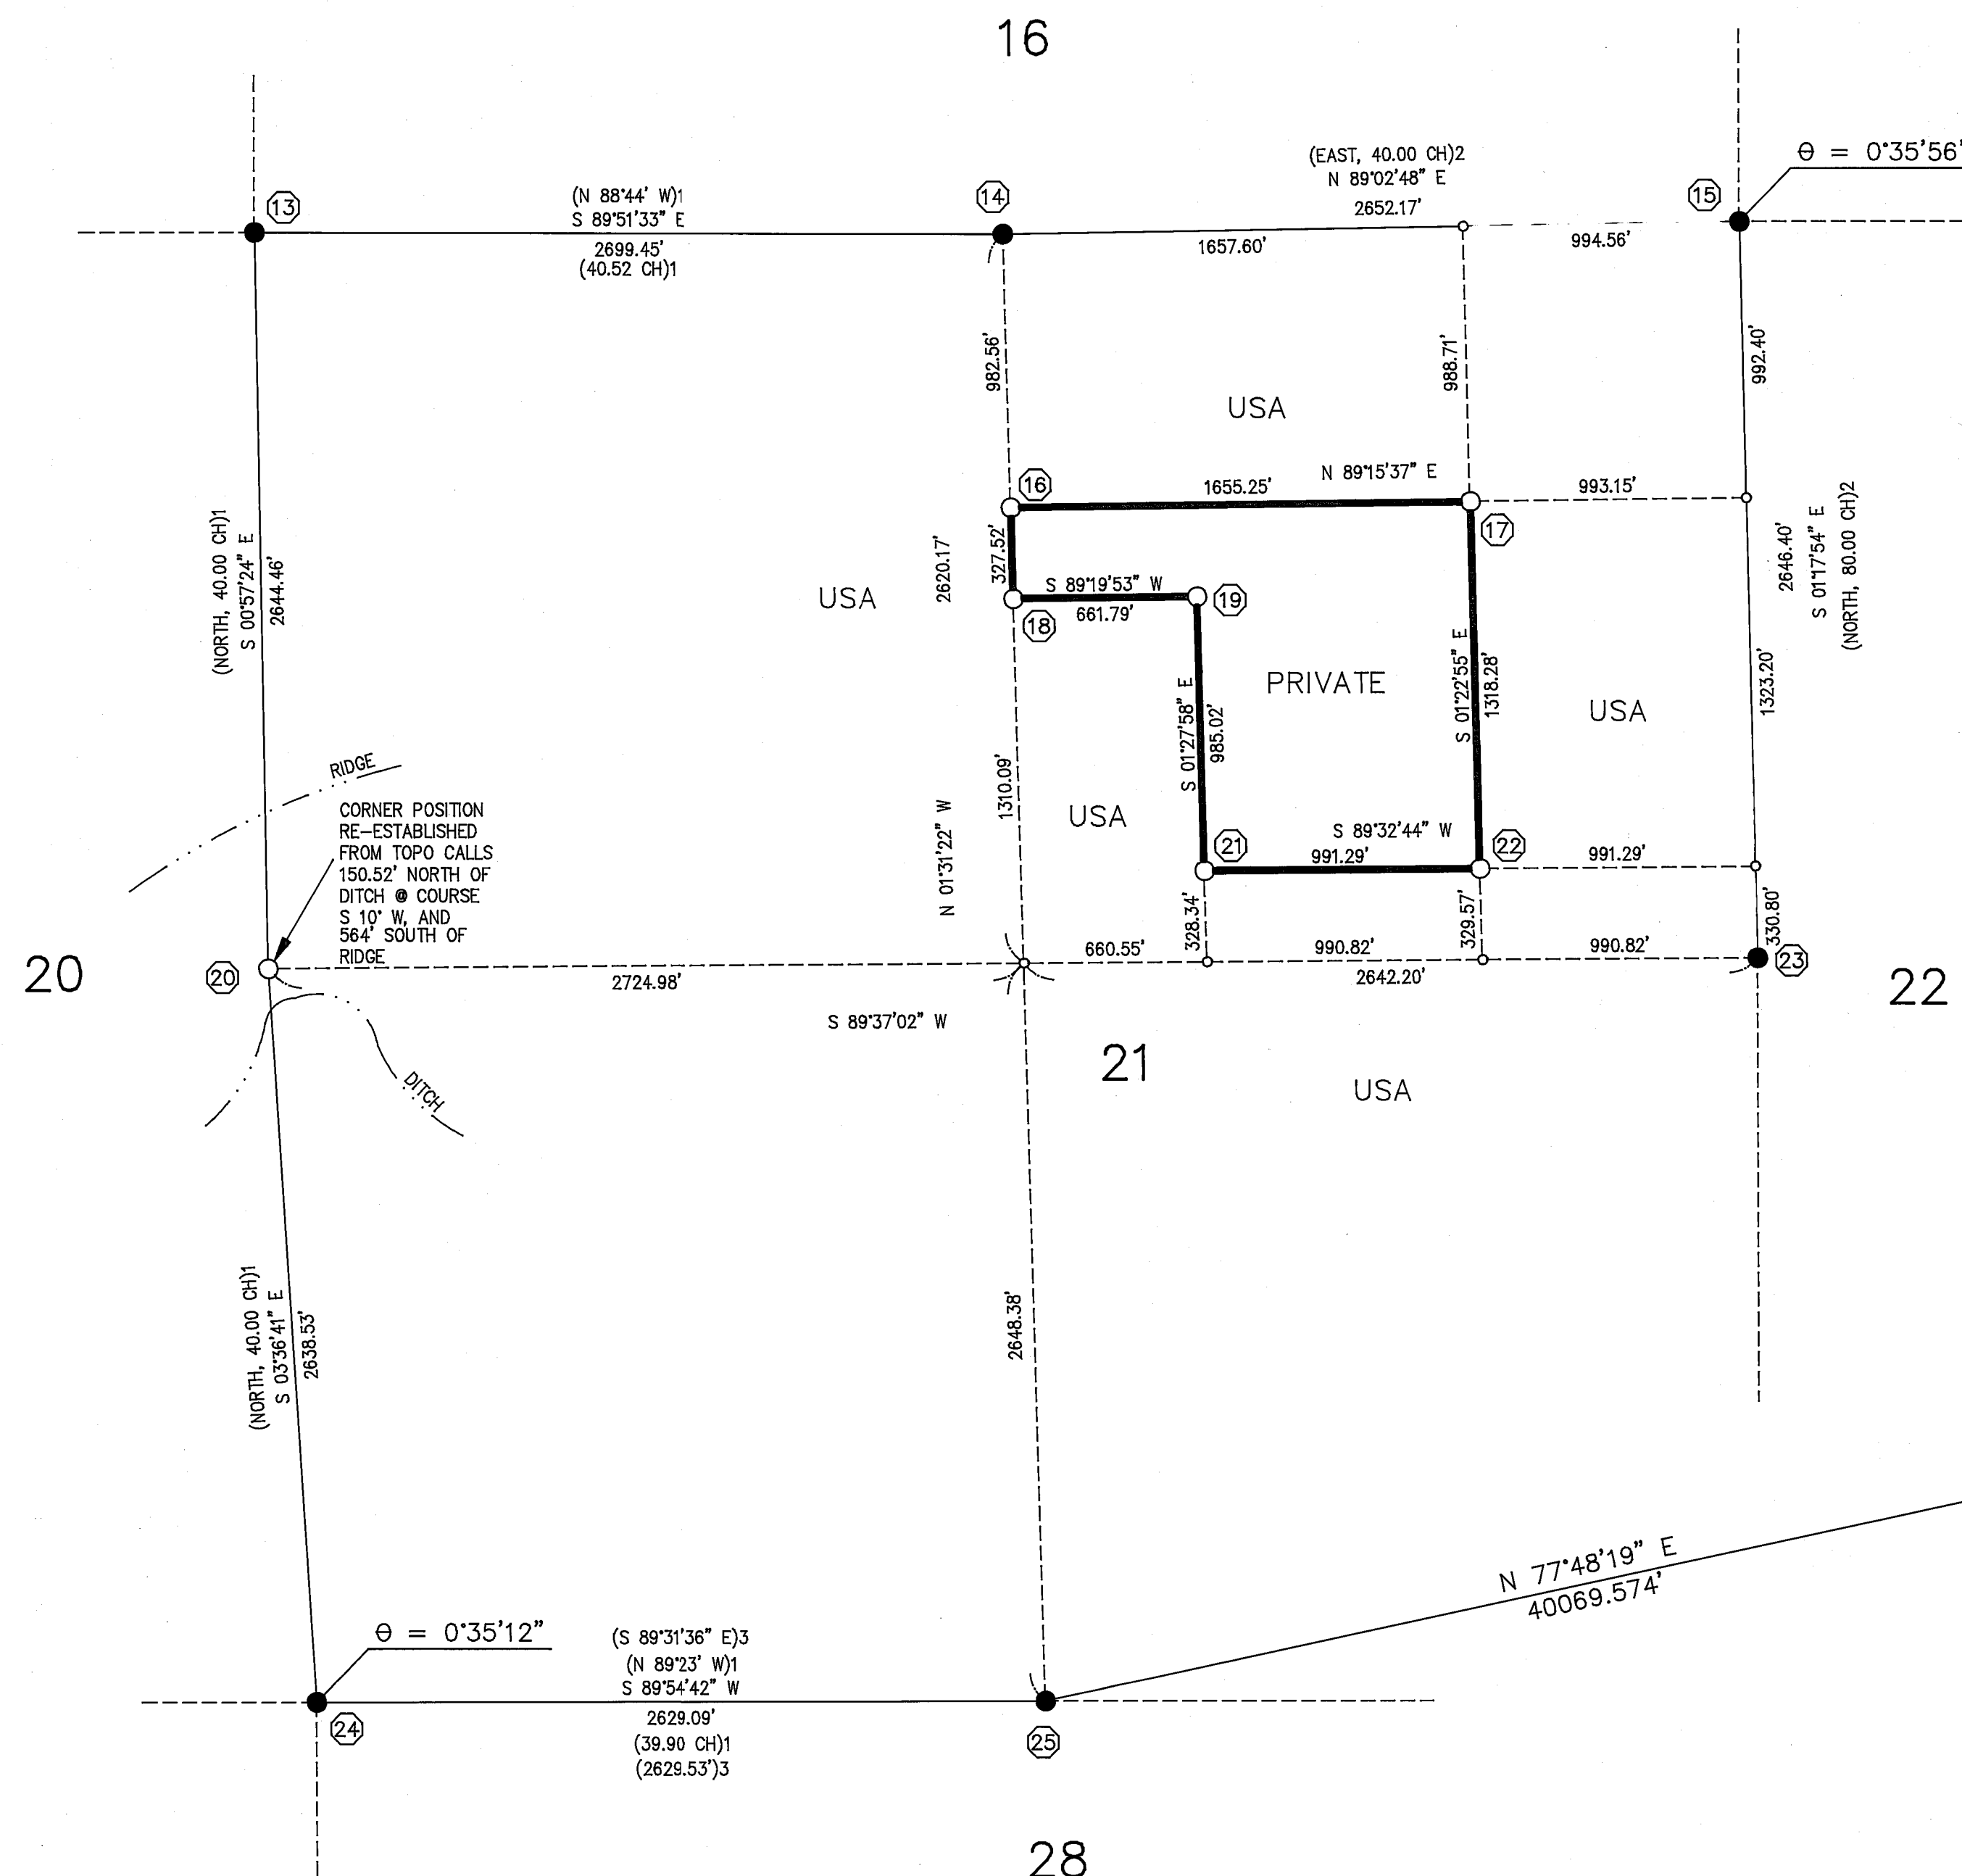 16
(EAST, 40.00 CH)2
N 89°02'48" E
2652.17'
θ = 0°35'56"
15
13
(N 88°44' W)1
S 89°51'33" E
2699.45'
(40.52 CH)1
14
1657.60'
994.56'
982.56'
988.71'
992.40'
USA
16
1655.25'
N 89°15'37" E
993.15'
17
(NORTH, 40.00 CH)1
S 00°57'24" E
2644.46'
USA
2620.17'
327.52'
S 89°19'53" W
661.79'
18
19
2646.40'
S 01°17'54" E
(NORTH, 80.00 CH)2
PRIVATE
S 01°27'58" E
985.02'
S 01°22'55" E
1318.28'
USA
1323.20'
RIDGE
CORNER POSITION
RE-ESTABLISHED
FROM TOPO CALLS
150.52' NORTH OF
DITCH @ COURSE
S 10° W, AND
564' SOUTH OF
RIDGE
N 01°31'22" W
1310.09'
USA
21
S 89°32'44" W
991.29'
22
991.29'
20
20
2724.98'
660.55'
328.34'
990.82'
329.57'
990.82'
330.80'
23
2642.20'
22
S 89°37'02" W
21
USA
DITCH
(NORTH, 40.00 CH)1
S 03°36'41" E
2638.53'
2648.38'
N 77°48'19" E
40069.574'
θ = 0°35'12"
(S 89°31'36" E)3
(N 89°23' W)1
S 89°54'42" W
2629.09'
(39.90 CH)1
(2629.53')3
24
25
28